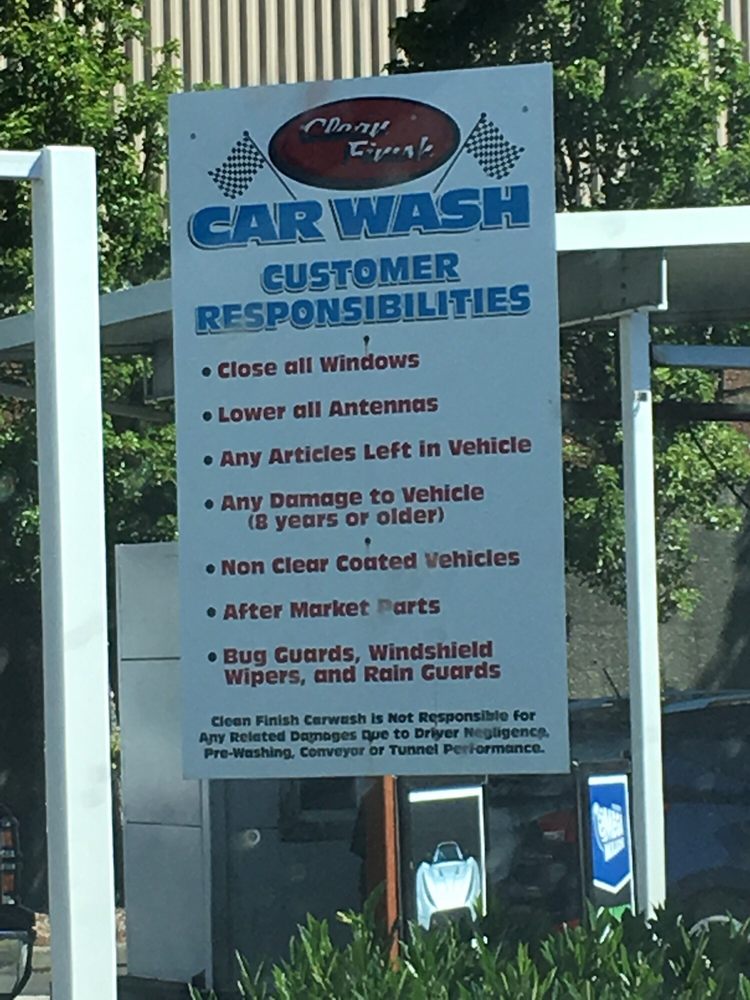 Clean
Finish
CAR WASH
CUSTOMER
RESPONSIBILITIES
• Close all Windows
• Lower all Antennas
• Any Articles Left in Vehicle
• Any Damage to Vehicle
(8 years or older)
• Non Clear Coated Vehicles
• After Market Parts
• Bug Guards, Windshield
Wipers, and Rain Guards
Clean Finish Carwash is Not Responsible for
Any Related Damages Due to Driver Negligence,
Pre-Washing, Conveyor or Tunnel Performance.